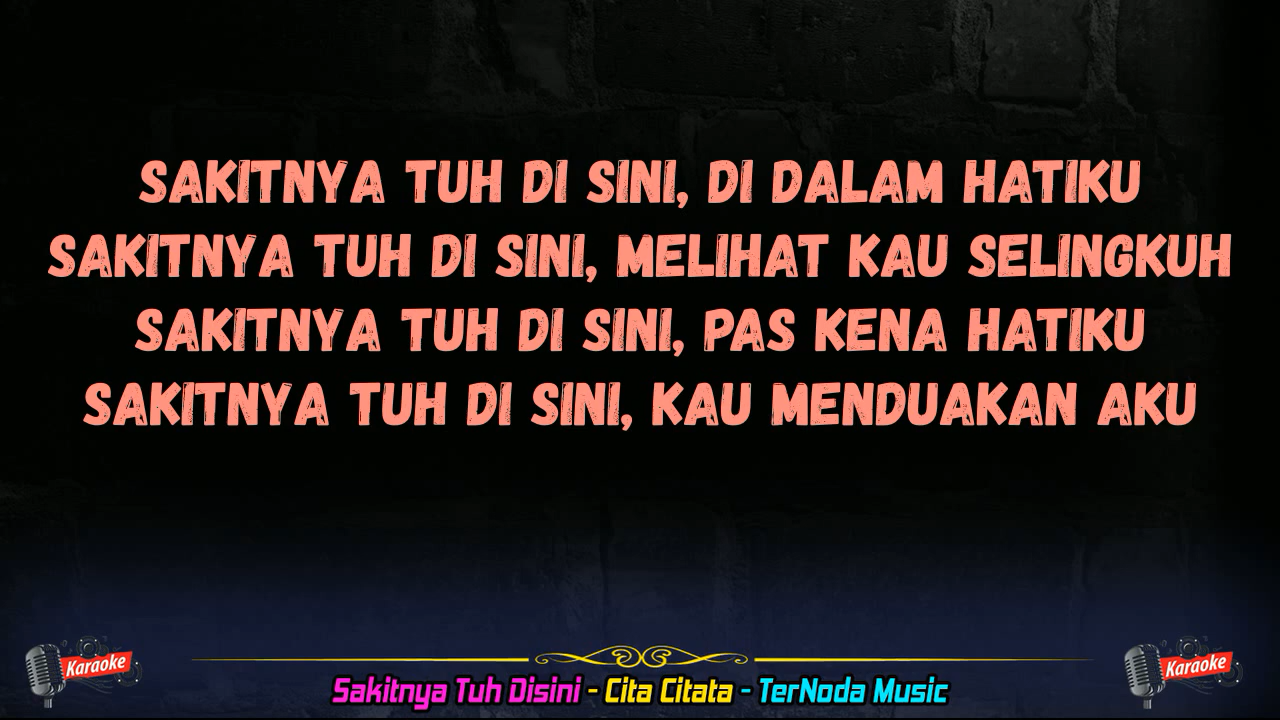 SAKITNYA TUH DI SINI, DI DALAM HATIKU
SAKITNYA TUH DI SINI, MELIHAT KAU SELINGKUH
SAKITNYA TUH DI SINI, PAS KENA HATIKU
SAKITNYA TUH DI SINI, KAU MENDUAKAN AKU
Karaoke
Karaoke
Sakitnya Tuh Disini - Cita Citata - TerNoda Music